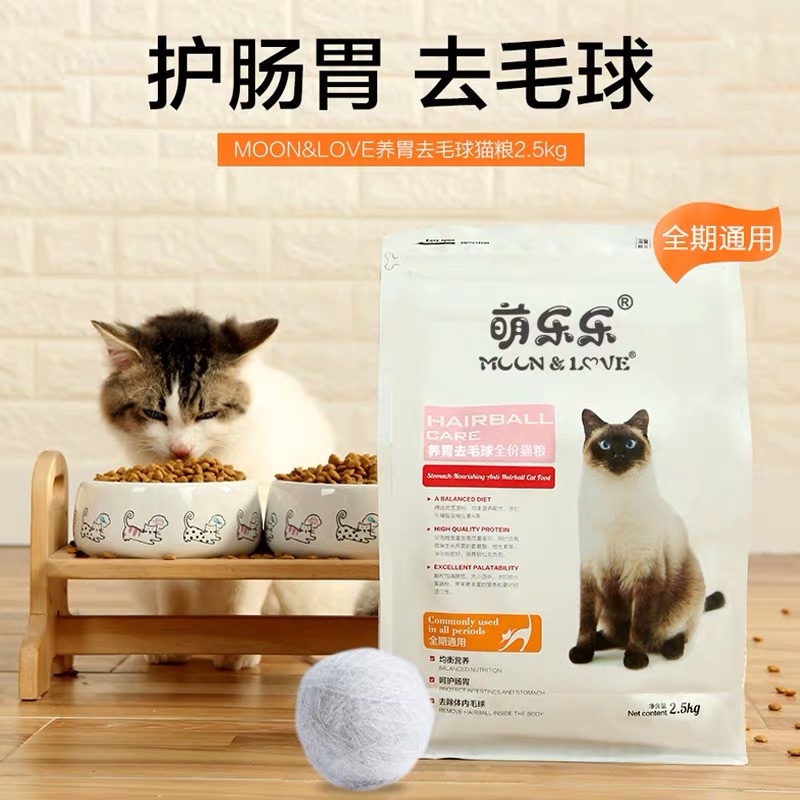 护肠胃 去毛球
MOON&LOVE养胃去毛球猫粮2.5kg
全期通用
Easy open
萌乐乐®
MOON & LOVE®
HAIRBALL
CARE
养胃去毛球全价猫粮
Stomach Nourishing Anti Hairball Cat Food
A BALANCED DIET
HIGH QUALITY PROTEIN
EXCELLENT PALATABILITY
Commonly used
in all periods
全期通用
均衡营养
BALANCED NUTRITION
呵护肠胃
PROTECT INTESTINES AND STOMACH
去除体内毛球
REMOVE HAIRBALL INSIDE THE BODY
净含量
Net content 2.5kg